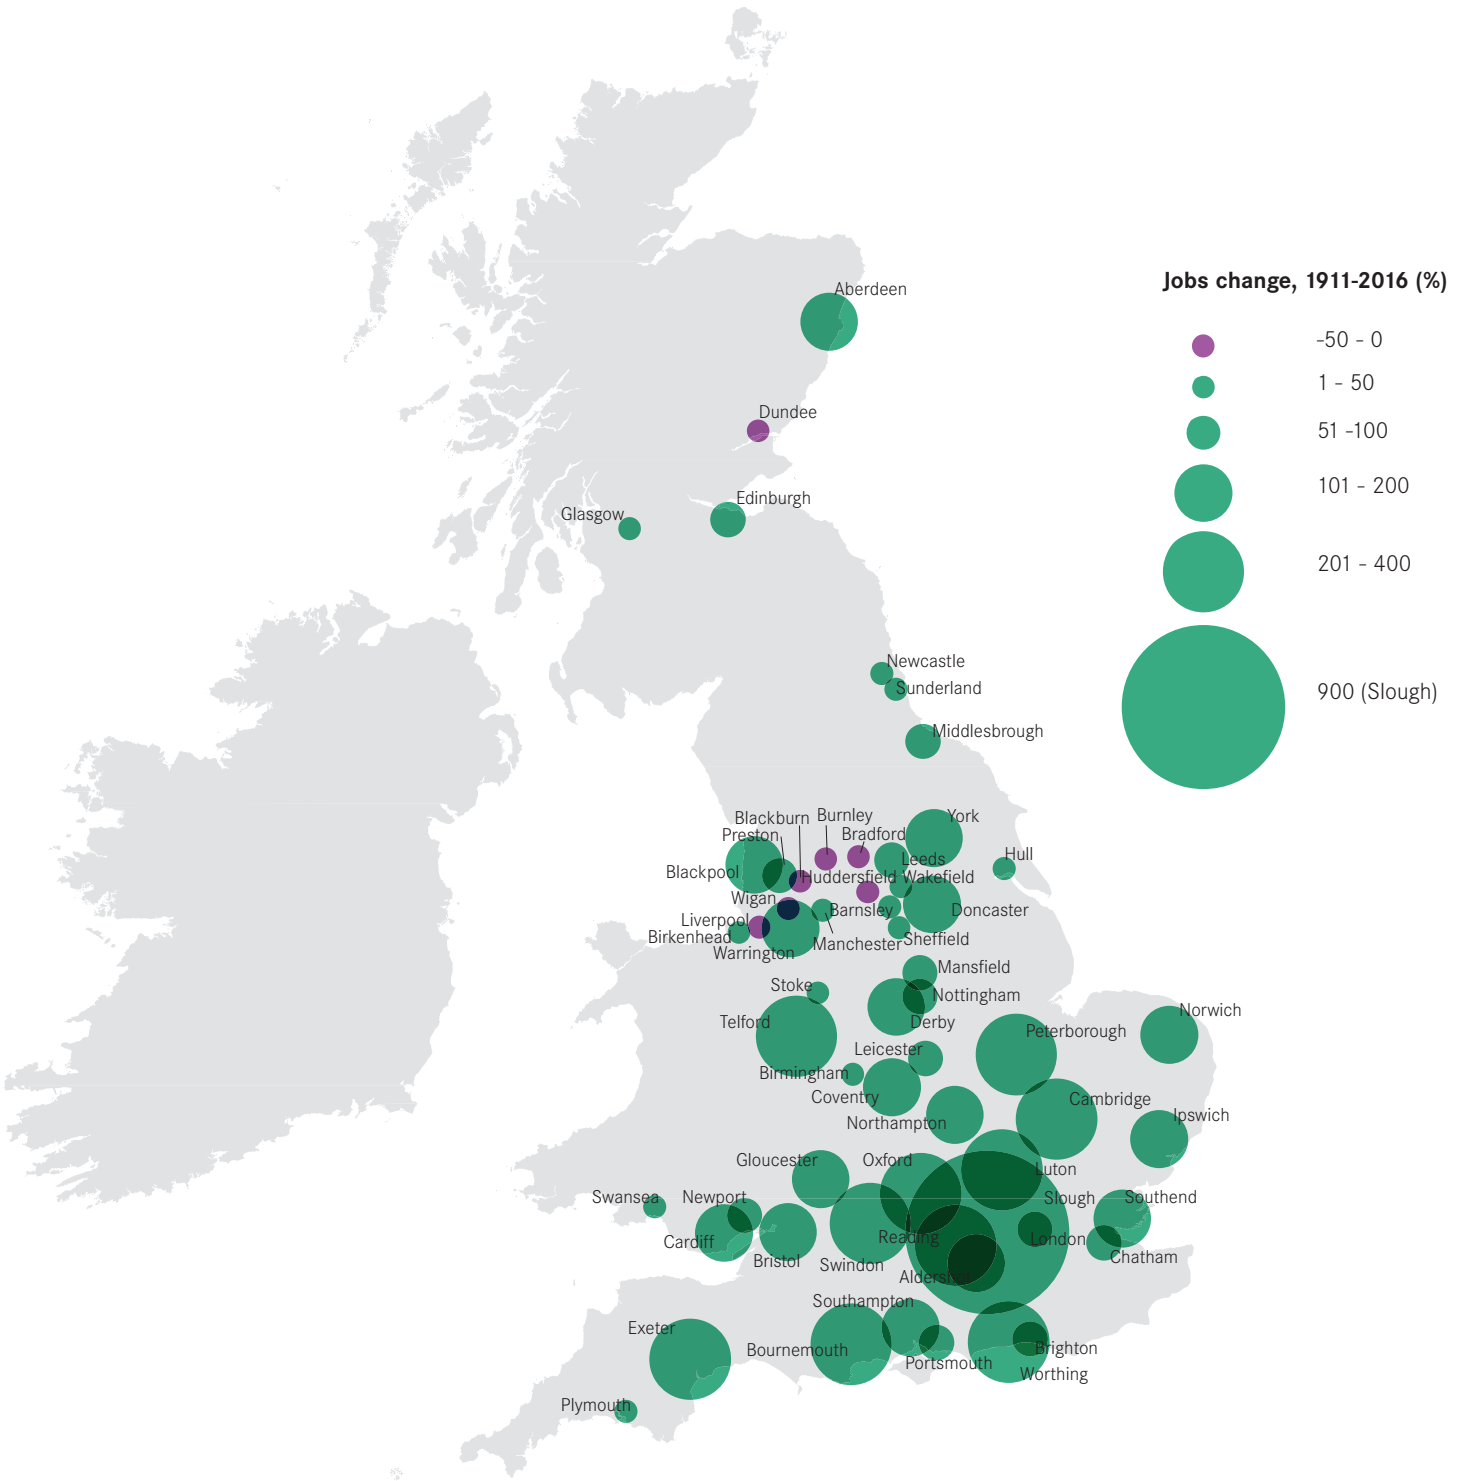 Jobs change, 1911-2016 (%)
-50 - 0
1 - 50
51 -100
101 - 200
201 - 400
900 (Slough)
Aberdeen
Dundee
Edinburgh
Glasgow
Newcastle
Sunderland
Middlesbrough
Blackburn
Burnley
York
Preston
Bradford
Hull
Leeds
Blackpool
Huddersfield
Wakefield
Wigan
Barnsley
Doncaster
Liverpool
Birkenhead
Manchester
Sheffield
Warrington
Mansfield
Stoke
Nottingham
Norwich
Telford
Derby
Peterborough
Leicester
Birmingham
Coventry
Cambridge
Ipswich
Northampton
Gloucester
Oxford
Luton
Swansea
Newport
Slough
Southend
Cardiff
Reading
London
Bristol
Swindon
Chatham
Aldershot
Southampton
Exeter
Bournemouth
Brighton
Portsmouth
Worthing
Plymouth